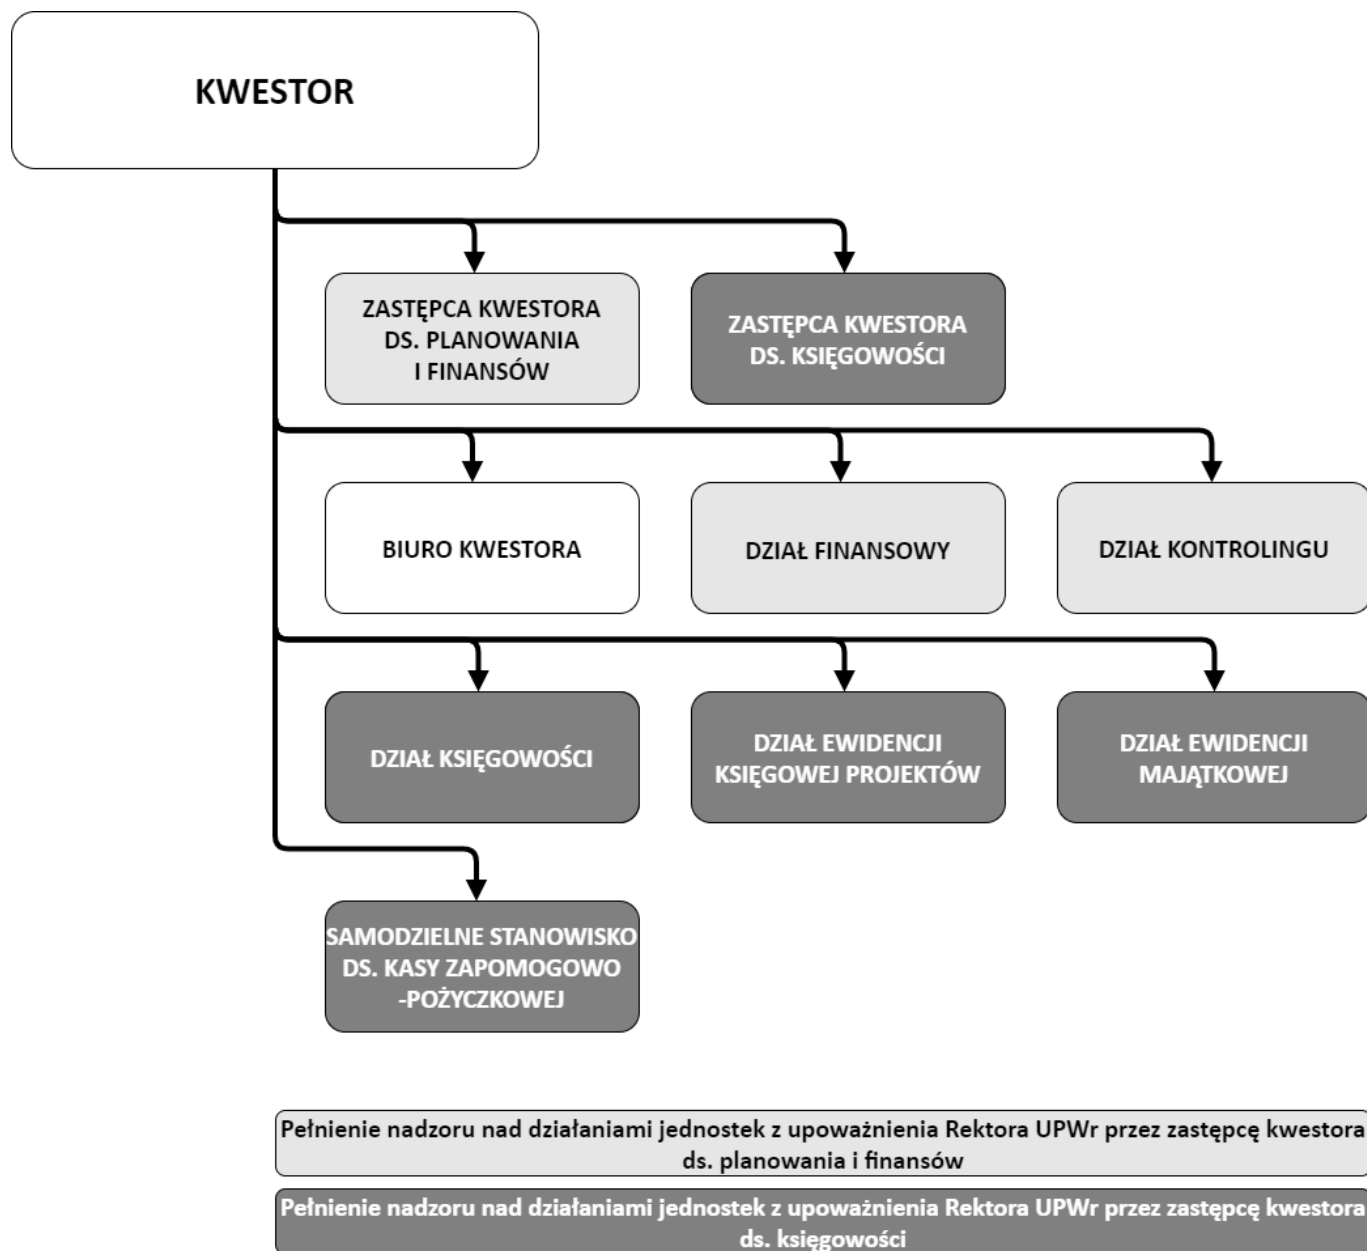 KWESTOR
ZASTĘPCA KWESTORA
DS. PLANOWANIA
I FINANSÓW
ZASTĘPCA KWESTORA
DS. KSIĘGOWOŚCI
BIURO KWESTORA
DZIAŁ FINANSOWY
DZIAŁ KONTROLINGU
DZIAŁ KSIĘGOWOŚCI
DZIAŁ EWIDENCJI
KSIĘGOWEJ PROJEKTÓW
DZIAŁ EWIDENCJI
MAJĄTKOWEJ
SAMODZIELNE STANOWISKO
DS. KASY ZAPOMOGOWO
-POŻYCZKOWEJ
Pełnienie nadzoru nad działaniami jednostek z upoważnienia Rektora UPWr przez zastępcę kwestora
ds. planowania i finansów
Pełnienie nadzoru nad działaniami jednostek z upoważnienia Rektora UPWr przez zastępcę kwestora
ds. księgowości